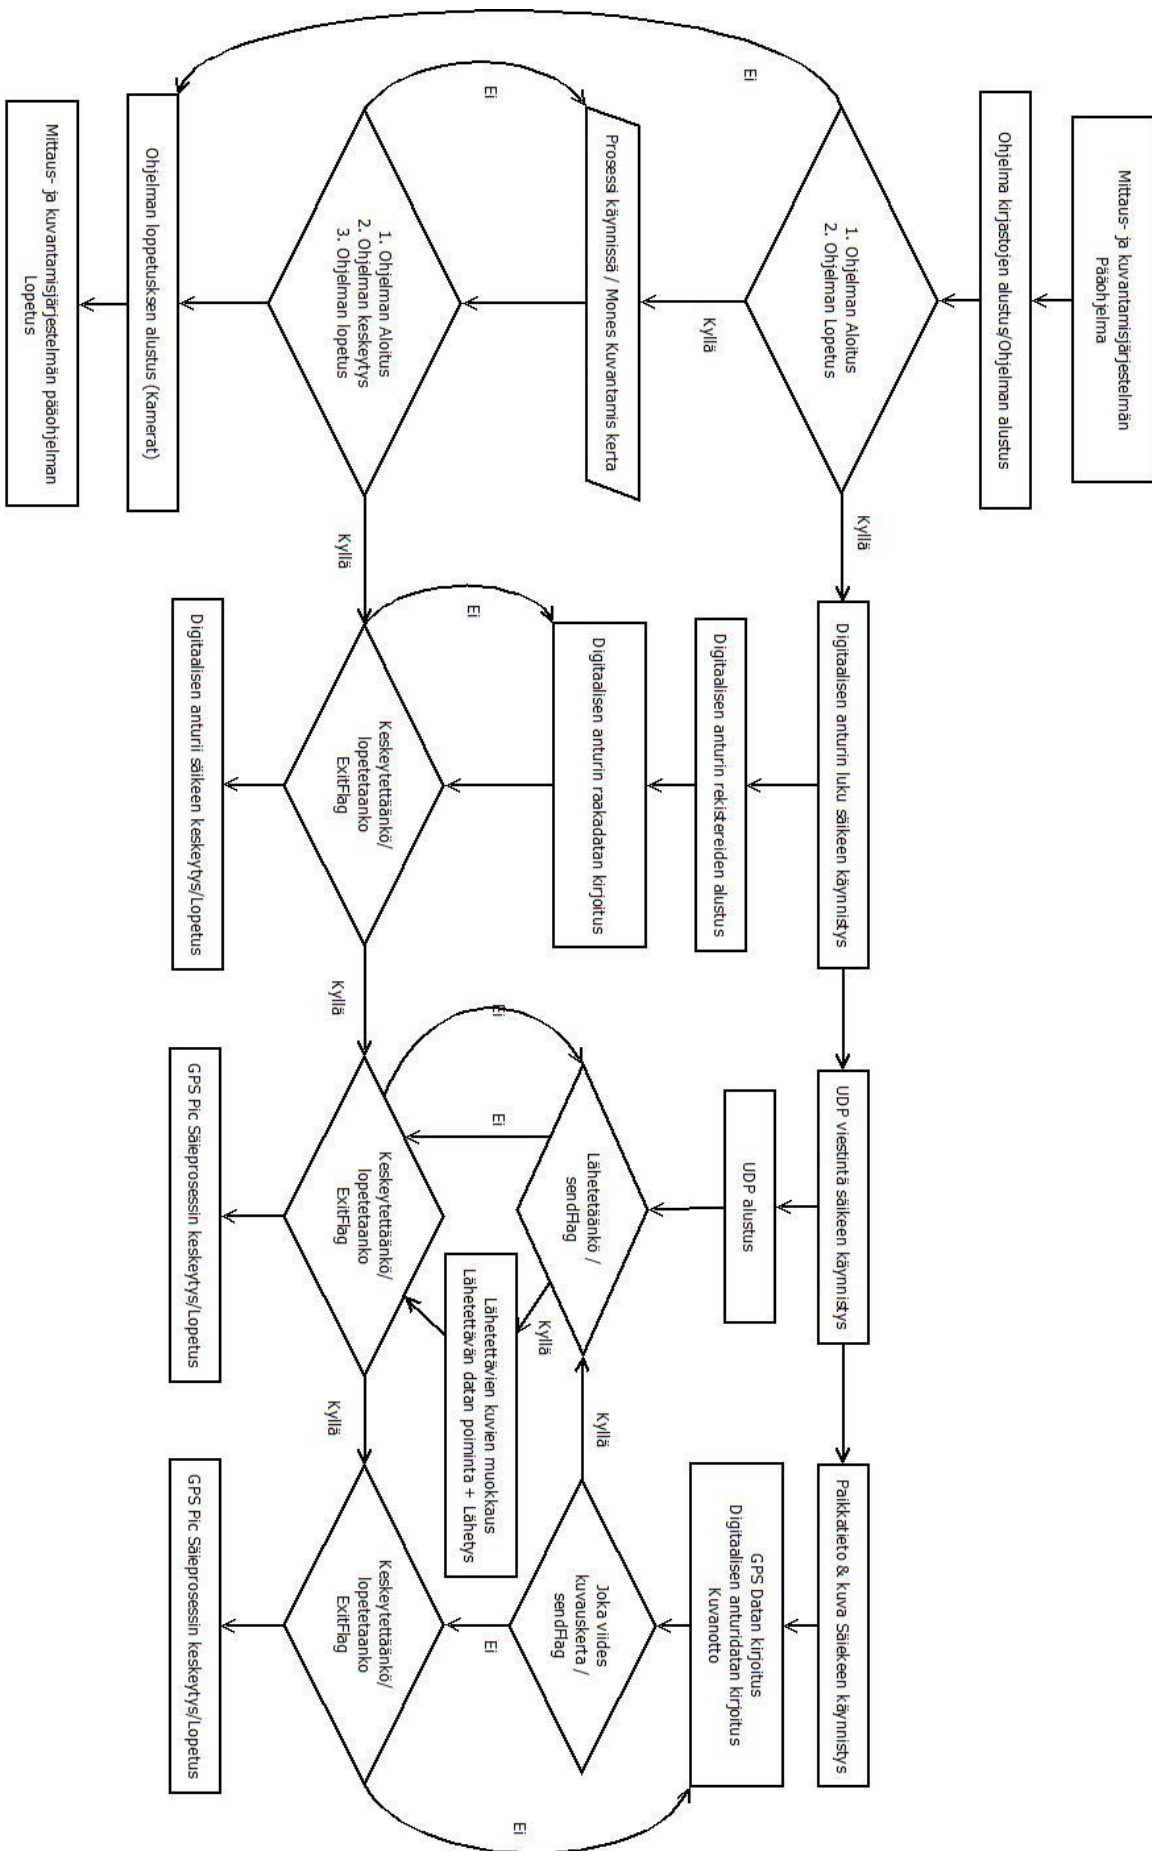 Mittaus- ja kuvantamisjärjestelmän
Pääohjelma
Ohjelma kirjastojen alustus/Ohjelman alustus
1. Ohjelman Aloitus
2. Ohjelman Lopetus
Ei
Kyllä
Kyllä
Prosessi käynnissä / Mones Kuvantamis kerta
Ei
1. Ohjelman Aloitus
2. Ohjelman keskeytys
3. Ohjelman lopetus
Kyllä
Ohjelman loppetuksen alustus (Kamerat)
Mittaus- ja kuvantamisjärjestelmän pääohjelman
Lopetus
Digitaalisen anturin luku säikeen käynnistys
Digitaalisen anturin rekistereiden alustus
Digitaalisen anturin raakadatan kirjoitus
Ei
Keskeytettäänkö/
lopetetaanko
ExitFlag
Kyllä
Digitaalisen anturii säikeen keskeytys/Lopetus
UDP viestintä säikeen käynnistys
UDP alustus
Lähetetäänkö /
sendFlag
Ei
Ei
Kyllä
Lähetettävien kuvien muokkaus
Lähetettävän datan poiminta + Lähetys
Keskeytettäänkö/
lopetetaanko
ExitFlag
Kyllä
GPS Pic Säieprosessin keskeytys/Lopetus
Paikkatieto & kuva Säiekeen käynnistys
GPS Datan kirjoitus
Digitaalisen anturidatan kirjoitus
Kuvanotto
Joka viides
kuvauskerta /
sendFlag
Kyllä
Ei
Keskeytettäänkö/
lopetetaanko
ExitFlag
Ei
GPS Pic Säieprosessin keskeytys/Lopetus